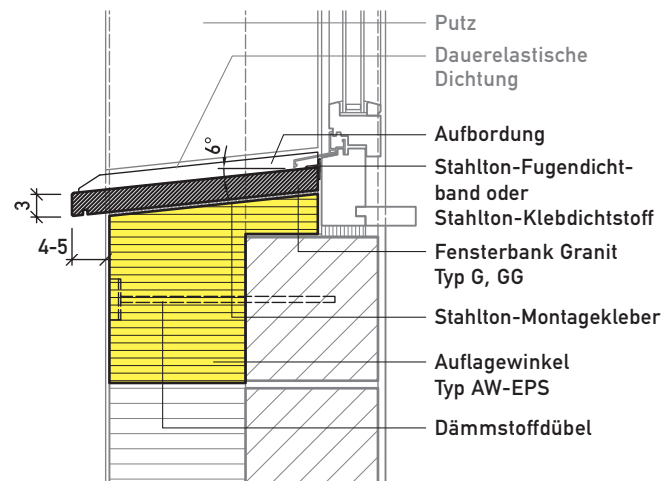 Putz
Dauerelastische
Dichtung
6°
Aufbordung
Stahlton-Fugendicht-
band oder
Stahlton-Klebdichtstoff
3
4-5
Fensterbank Granit
Typ G, GG
Stahlton-Montagekleber
Auflagewinkel
Typ AW-EPS
Dämmstoffdübel